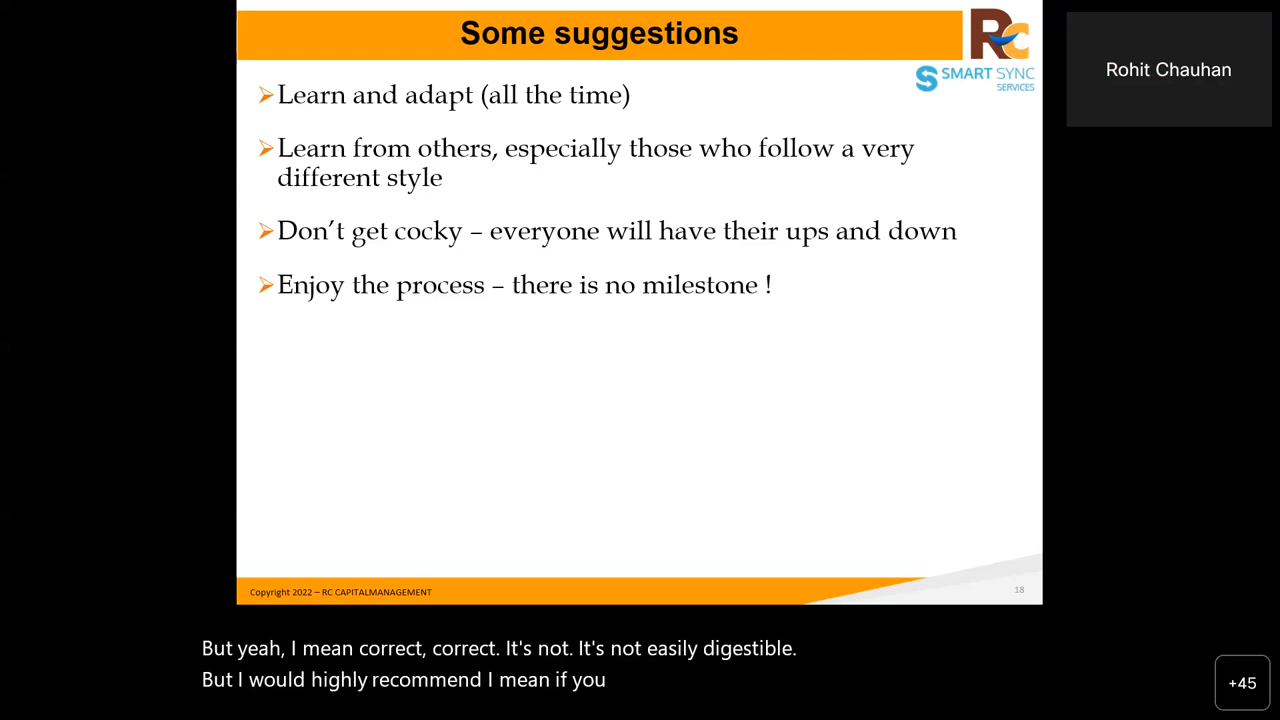 Some suggestions
RC
SMART SYNC
SERVICES
Rohit Chauhan
➢Learn and adapt (all the time)
➢Learn from others, especially those who follow a very
different style
➢Don't get cocky – everyone will have their ups and down
➢Enjoy the process – there is no milestone !
Copyright 2022 – RC CAPITALMANAGEMENT
18
But yeah, I mean correct, correct. It's not. It's not easily digestible.
But I would highly recommend I mean if you
+45